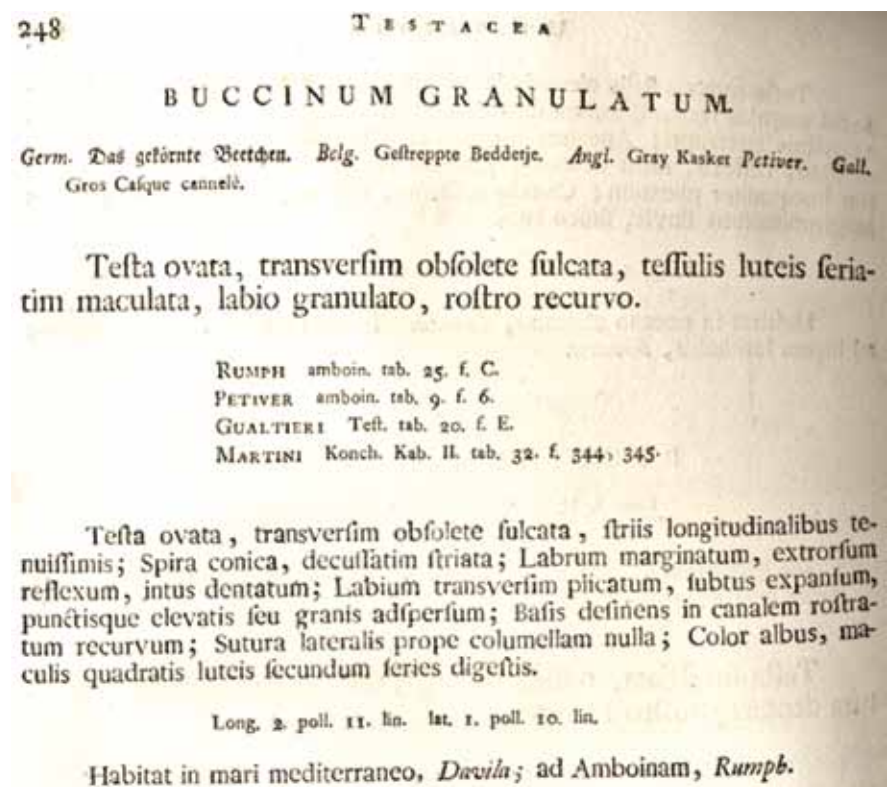 248 TESTACEA
BUCCINUM GRANULATUM.
Germ. Das gekörnte Beetchen. Belg. Geſtreppte Beddetje. Angl. Gray Kasket Petiver. Gall.
Gros Caſque cannelé.
Teſta ovata, tranſverſim obſolete ſulcata, teſſulis luteis ſeria-
tim maculata, labio granulato, roſtro recurvo.
RUMPH amboin. tab. 25. f. C.
PETIVER amboin. tab. 9. f. 6.
GUALTIERI Teſt. tab. 20. f. E.
MARTINI Konch. Kab. II. tab. 32. f. 344, 345.
Teſta ovata, tranſverſim obſolete ſulcata, ſtriis longitudinalibus te-
nuiſſimis; Spira conica, decuſſatim ſtriata; Labrum marginatum, extrorſum
reflexum, intus dentatum; Labium tranſverſim plicatum, ſubtus expanſum,
punctisque elevatis ſeu granis adſperſum; Baſis deſinens in canalem roſtra-
tum recurvum; Sutura lateralis prope columellam nulla; Color albus, ma-
culis quadratis luteis ſecundum ſeries digeſtis.
Long. 2. poll. 11. lin. lat. 1. poll. 10. lin.
Habitat in mari mediterraneo, Davila; ad Amboinam, Rumph.